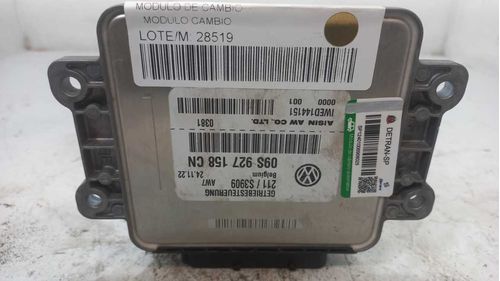 MODULO DE CAMBIO
MODULO CAMBIO
LOTE/M 28519
GETRIEBESTEUERUNG
Belgium AW7
211 / S3909 24.11.22
09S 927 158 CN
AISIN AW CO., LTD. 0381
IWED144151
0000 001
DETRAN-SP